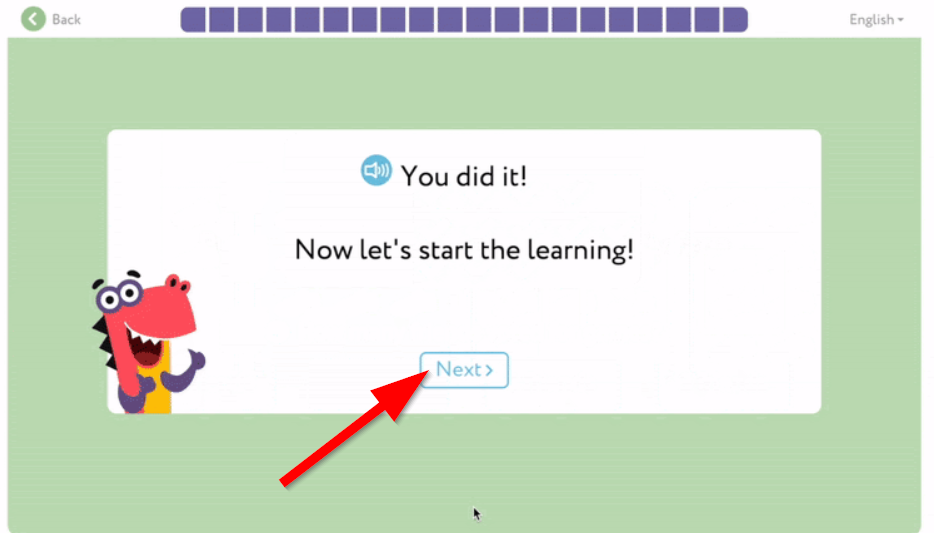 Back
English
You did it!
Now let's start the learning!
Next >